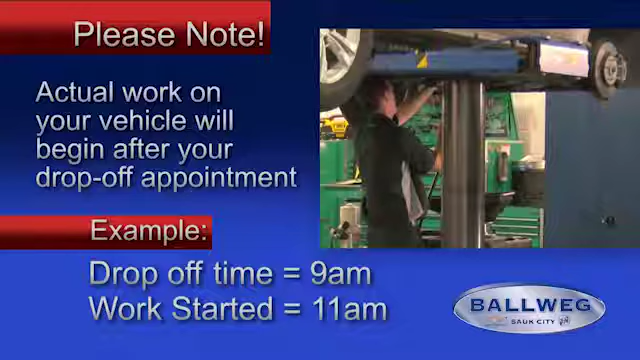 Please Note!
Actual work on
your vehicle will
begin after your
drop-off appointment
Example:
Drop off time = 9am
Work Started = 11am
BALLWEG
SAUK CITY